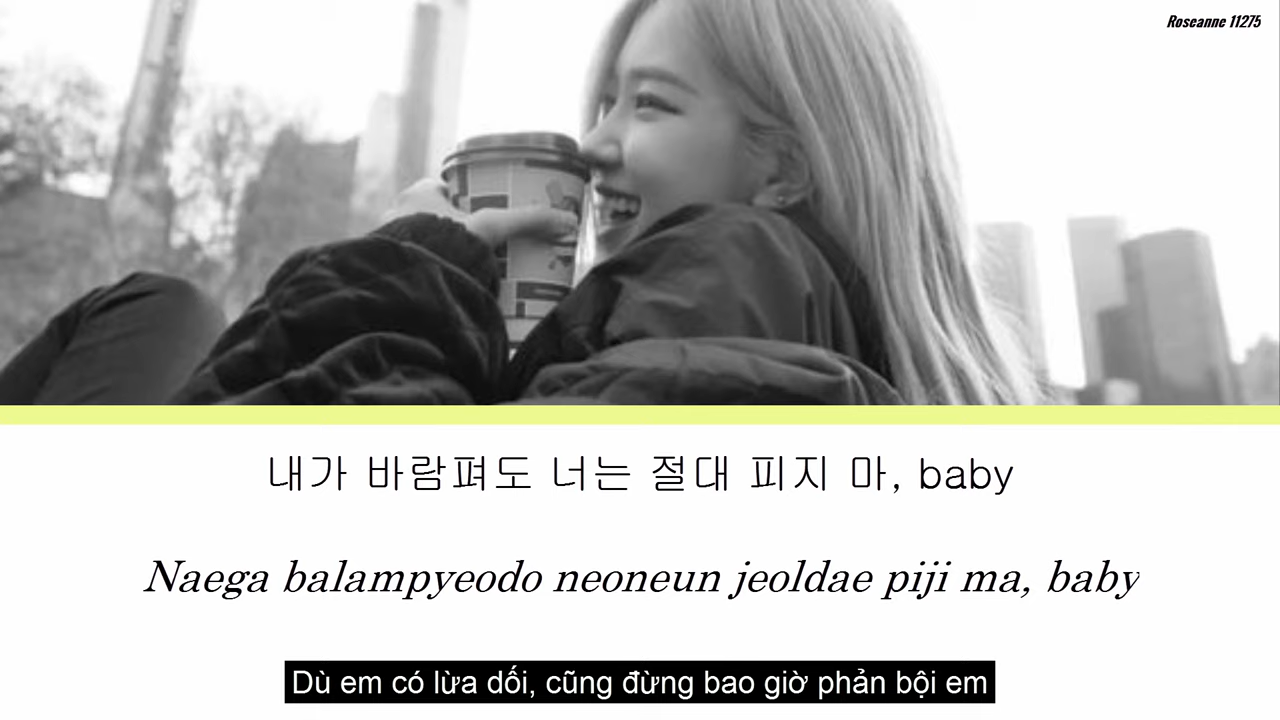 Roseanne 11275
내가 바람펴도 너는 절대 피지 마, baby
Naega balampyeodo neoneun jeoldae piji ma, baby
Dù em có lừa dối, cũng đừng bao giờ phản bội em